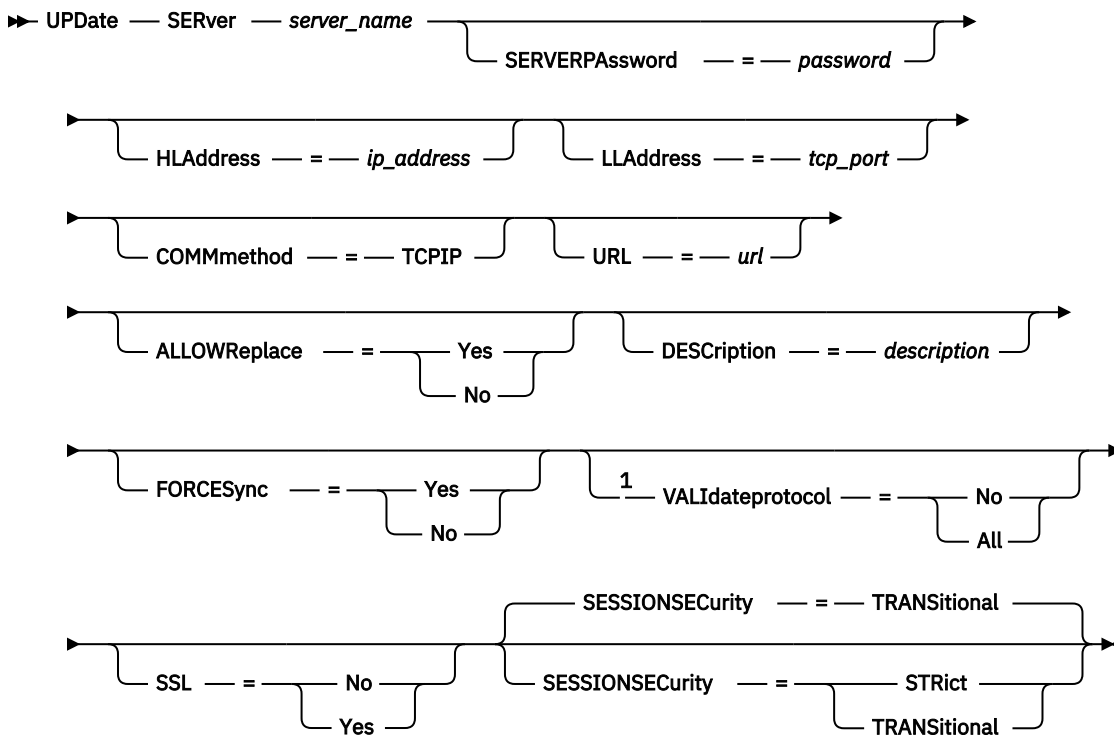 UPDate SERver server_name
SERVERPAssword = password
HLAddress = ip_address LLAddress = tcp_port
COMMmethod = TCPIP URL = url
ALLOWReplace = Yes DESCription = description
No
FORCESync = Yes 1 VALIdateprotocol = No
No All
SESSIONSECurity = TRANSitional
SSL = No SESSIONSECurity = STRict
Yes TRANSitional